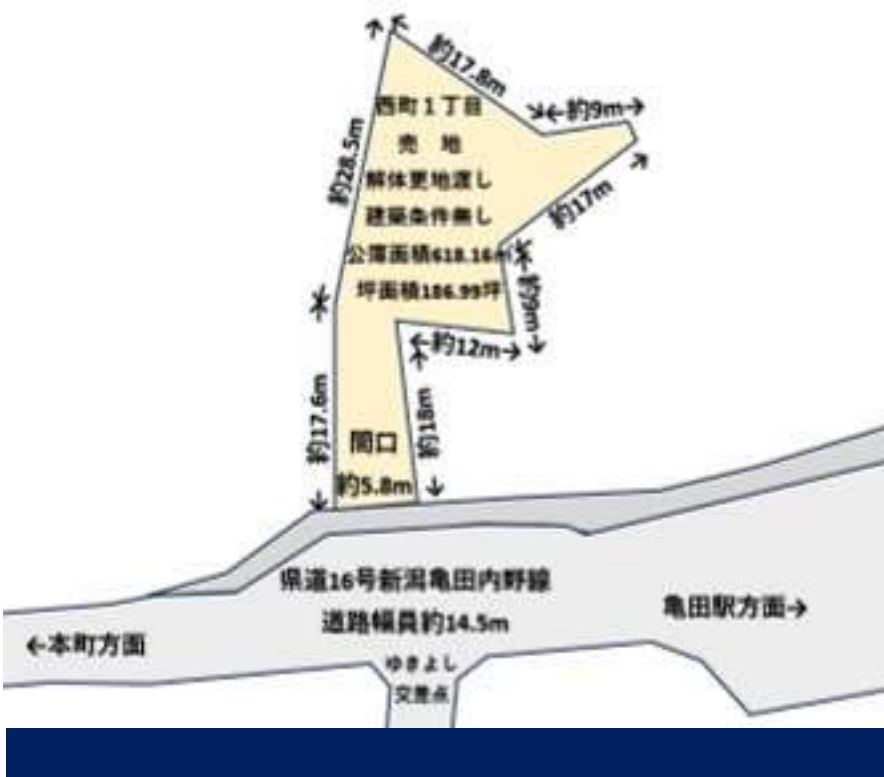 約17.8m
約9m
西町1丁目
売 地
約28.5m
解体更地渡し
約17m
建築条件無し
公簿面積618.16㎡
坪面積186.99坪
約9m
約12m
約17.6m
約18m
間口
約5.8m
県道16号新潟亀田内野線
道路幅員約14.5m
亀田駅方面→
←本町方面
ゆきよし
交差点